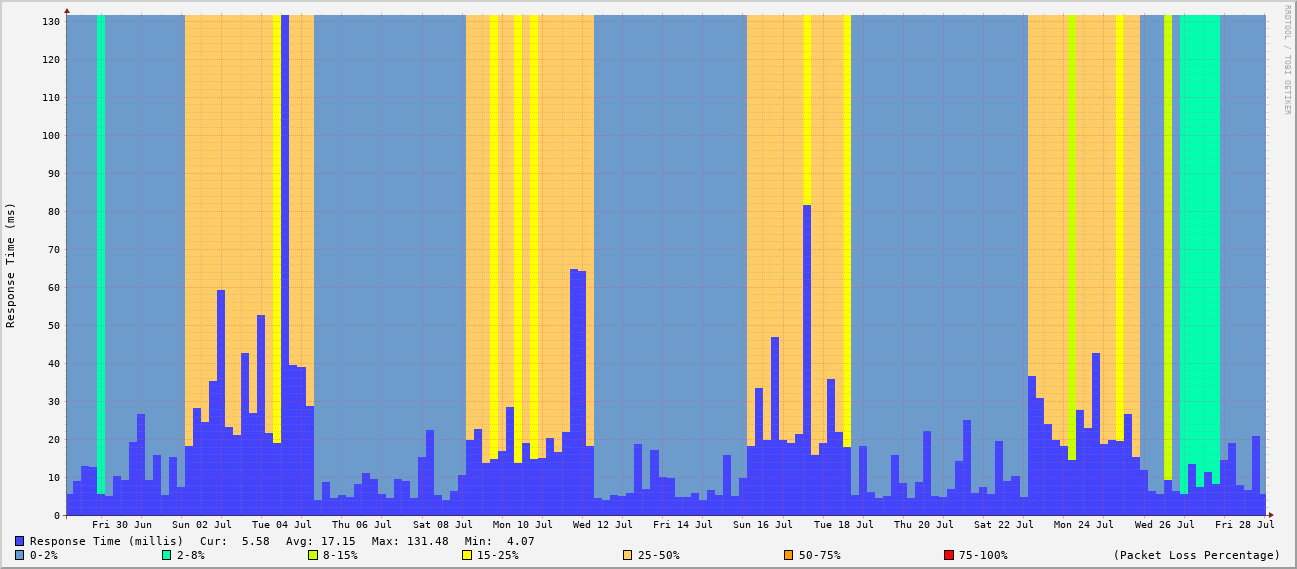 130
120
110
100
90
80
70
60
50
40
30
20
10
0
Response Time (ms)
RRDTOOL / TOBI OETIKER
Fri 30 Jun Sun 02 Jul Tue 04 Jul Thu 06 Jul Sat 08 Jul Mon 10 Jul Wed 12 Jul Fri 14 Jul Sun 16 Jul Tue 18 Jul Thu 20 Jul Sat 22 Jul Mon 24 Jul Wed 26 Jul Fri 28 Jul
Response Time (millis) Cur: 5.58 Avg: 17.15 Max: 131.48 Min: 4.07
0-2% 2-8% 8-15% 15-25% 25-50% 50-75% 75-100% (Packet Loss Percentage)